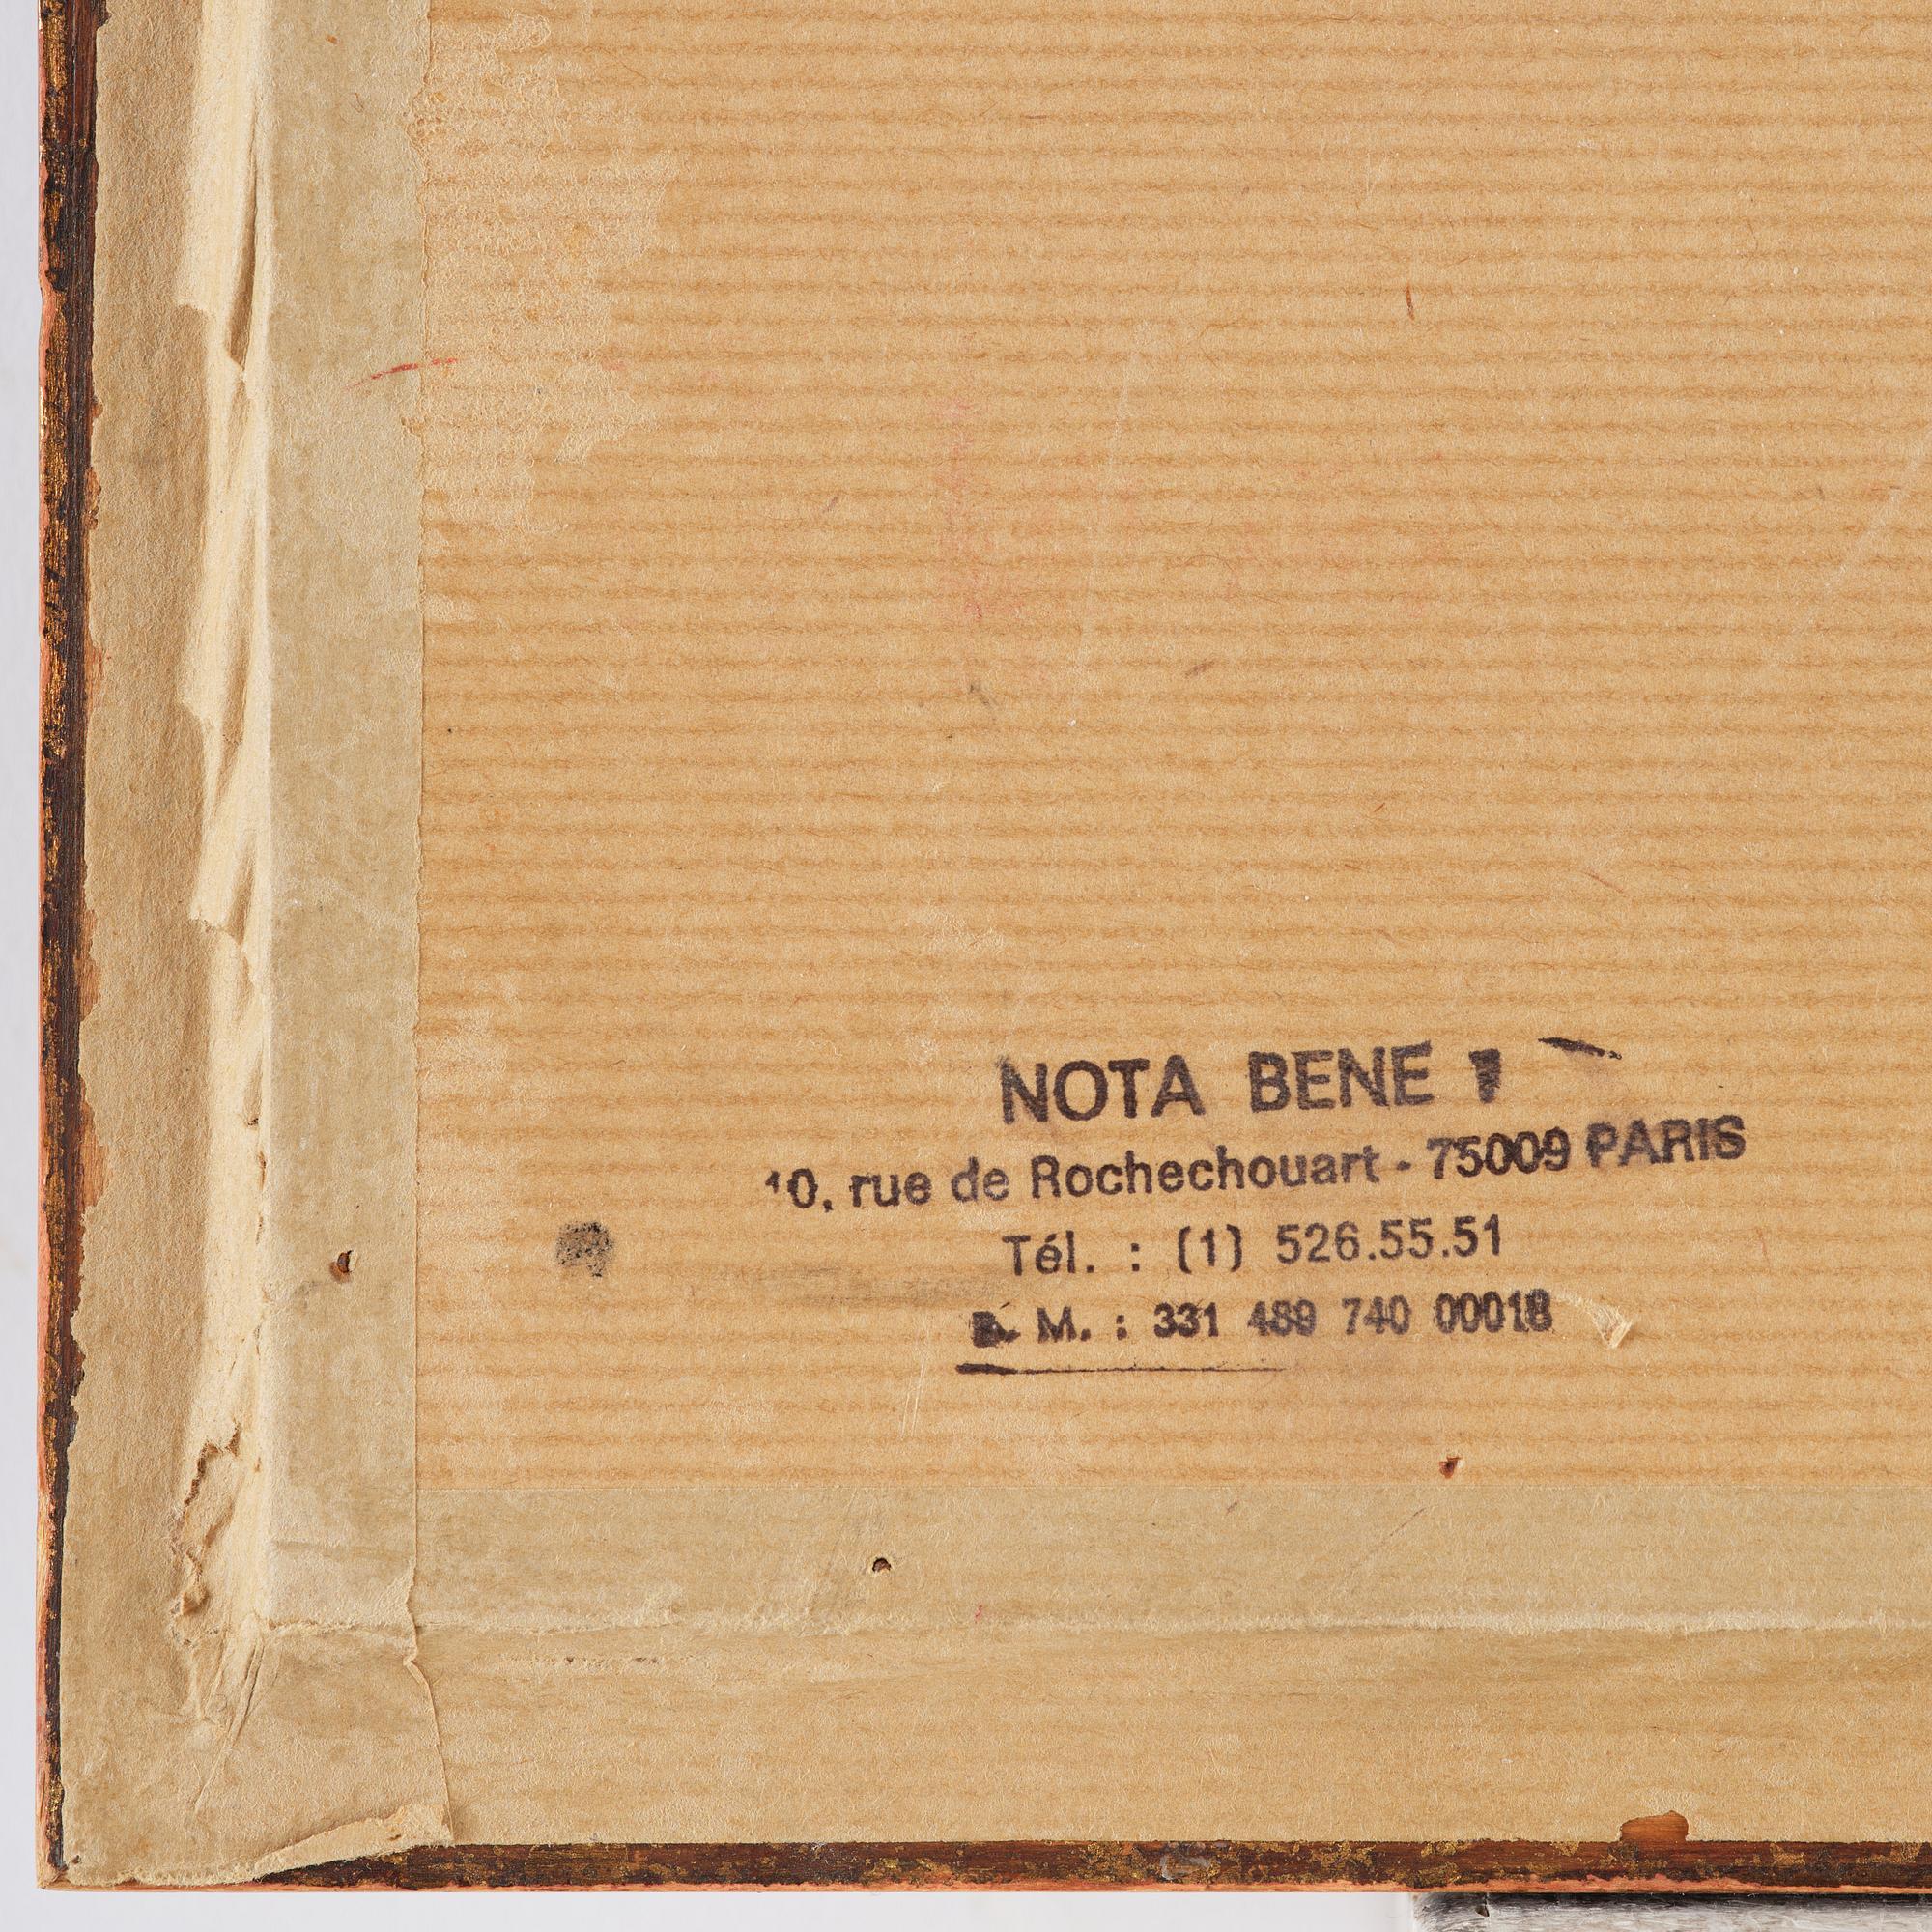 NOTA BENE
10, rue de Rochechouart - 75009 PARIS
Tél. : (1) 526.55.51
M. : 331 489 740 00018